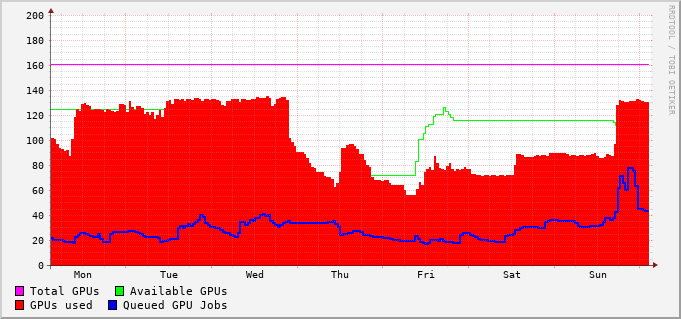 200
180
160
140
120
100
80
60
40
20
0
Mon Tue Wed Thu Fri Sat Sun
Total GPUs Available GPUs
GPUs used Queued GPU Jobs
RRDTOOL / TOBI OETIKER